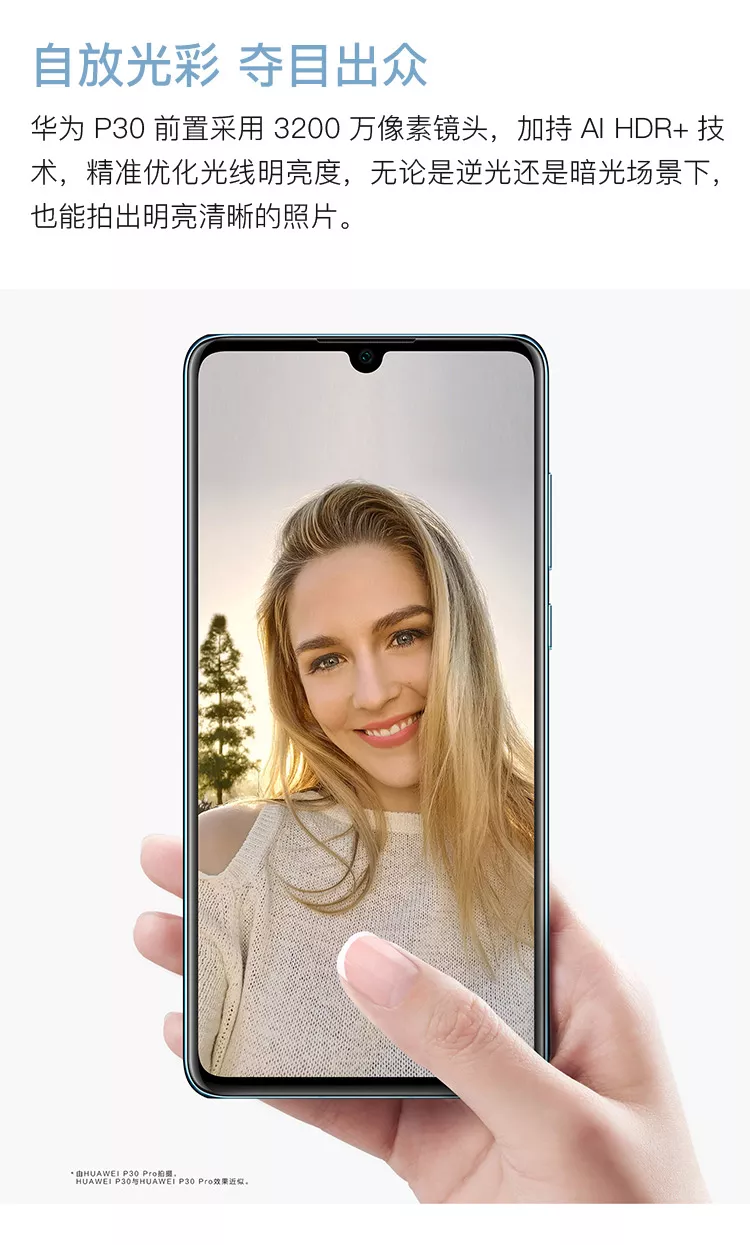 自放光彩 夺目出众
华为 P30 前置采用 3200 万像素镜头，加持 AI HDR+ 技
术，精准优化光线明亮度，无论是逆光还是暗光场景下，
也能拍出明亮清晰的照片。
*由HUAWEI P30 Pro拍摄，
HUAWEI P30与HUAWEI P30 Pro效果近似。